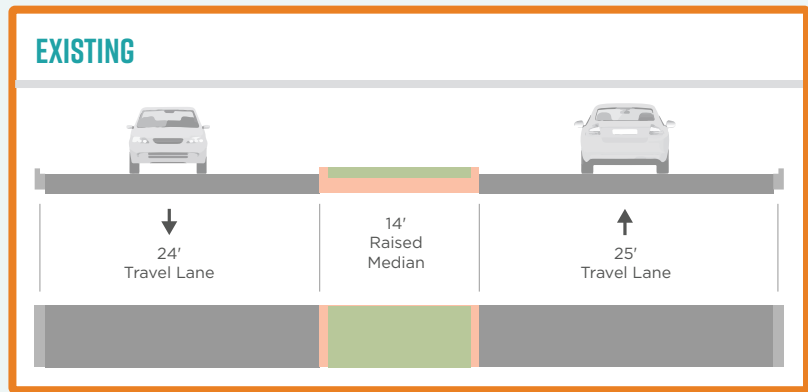 EXISTING
24'
Travel Lane
14'
Raised
Median
25'
Travel Lane